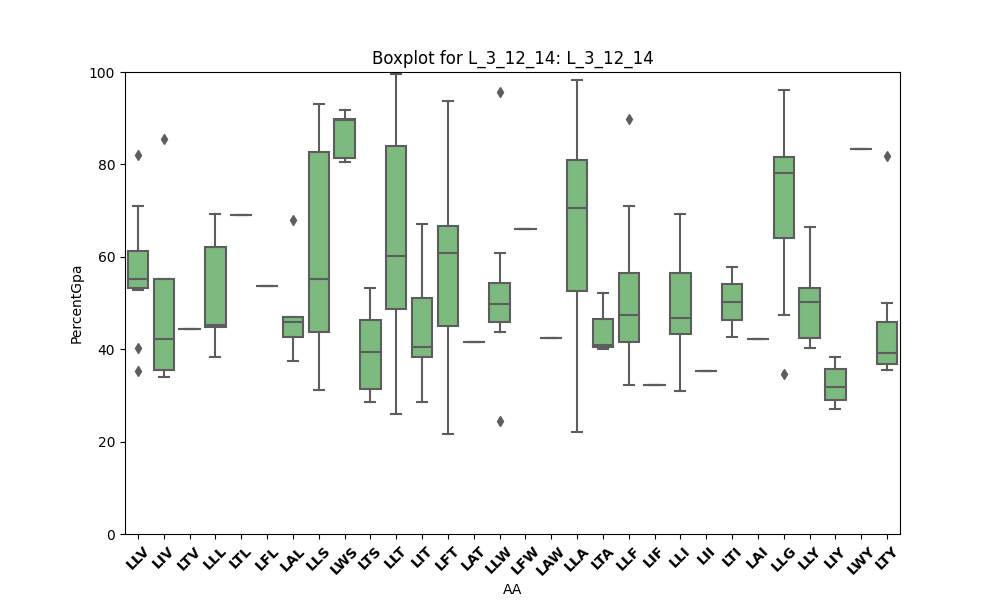 Boxplot for L_3_12_14: L_3_12_14
100
80
60
40
20
0
PercentGpa
LLV LIV LTV LLL LTL LFL LAL LLS LWS LTS LLT LIT LFT LAT LLW LFW LAW LLA LTA LLF LIF LLI LII LTI LAI LLG LLY LIY LWY LTY
AA